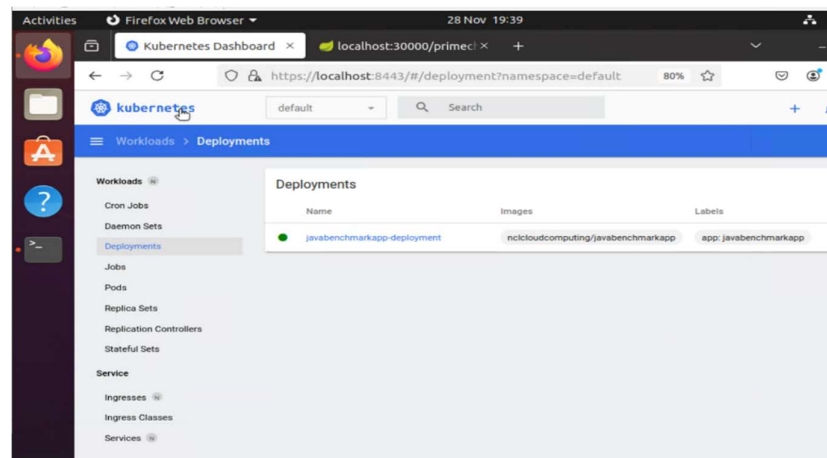 Activities Firefox Web Browser 28 Nov 19:39
Kubernetes Dashboard × localhost:30000/primecl × +
https://localhost:8443/#/deployment?namespace=default 80%
kubernetes default Search +
Workloads > Deployments
Workloads N
Cron Jobs
Daemon Sets
Deployments
Jobs
Pods
Replica Sets
Replication Controllers
Stateful Sets
Service
Ingresses N
Ingress Classes
Services N
Deployments
Name Images Labels
javabenchmarkapp-deployment nclcloudcomputing/javabenchmarkapp app: javabenchmarkapp